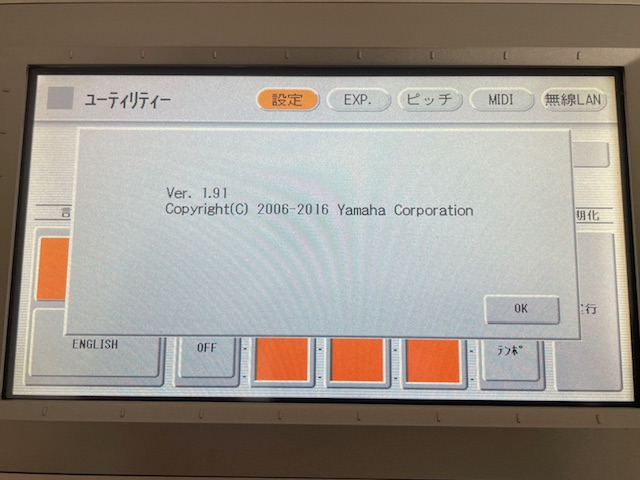 ユーティリティー
設定
EXP.
ピッチ
MIDI
無線LAN
Ver. 1.91
Copyright(C) 2006-2016 Yamaha Corporation
OK
ENGLISH
OFF
ﾃﾝﾎﾟ